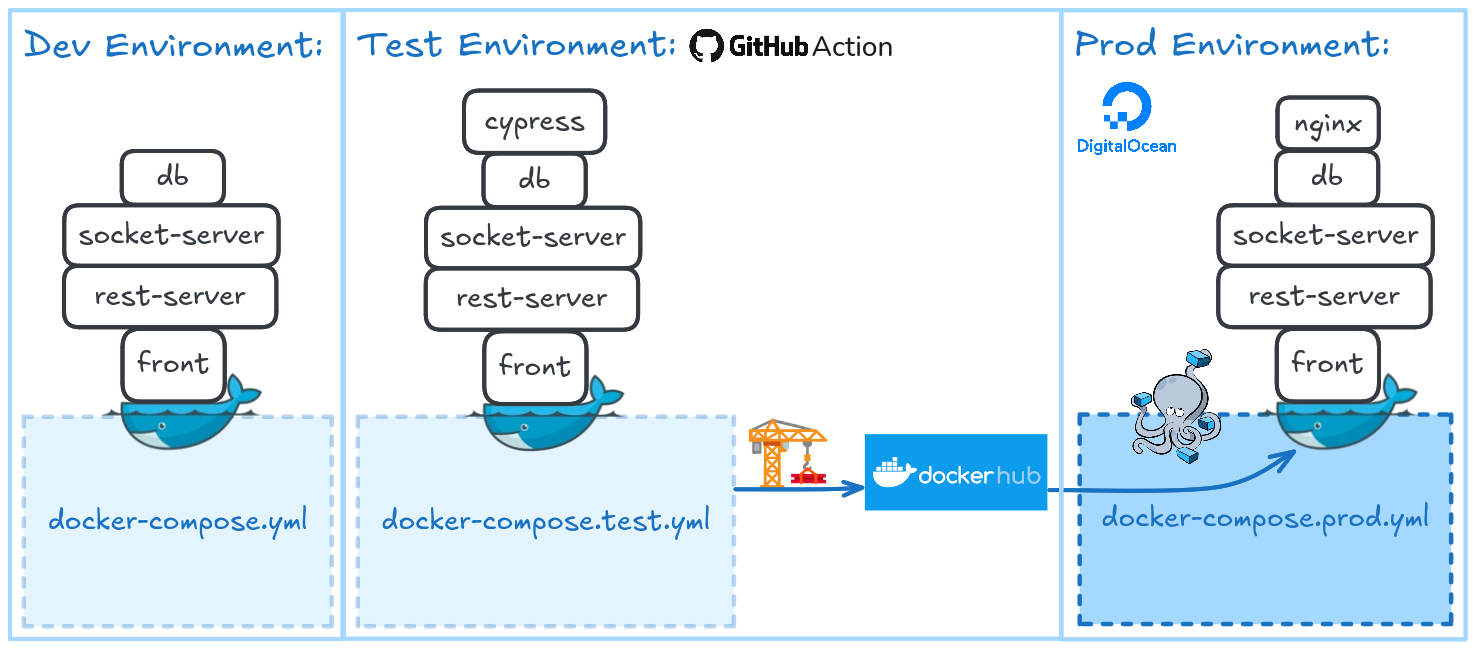 Dev Environment:
db
socket-server
rest-server
front
docker-compose.yml
Test Environment:
GitHub Action
cypress
db
socket-server
rest-server
front
docker-compose.test.yml
docker hub
Prod Environment:
DigitalOcean
nginx
db
socket-server
rest-server
front
docker-compose.prod.yml